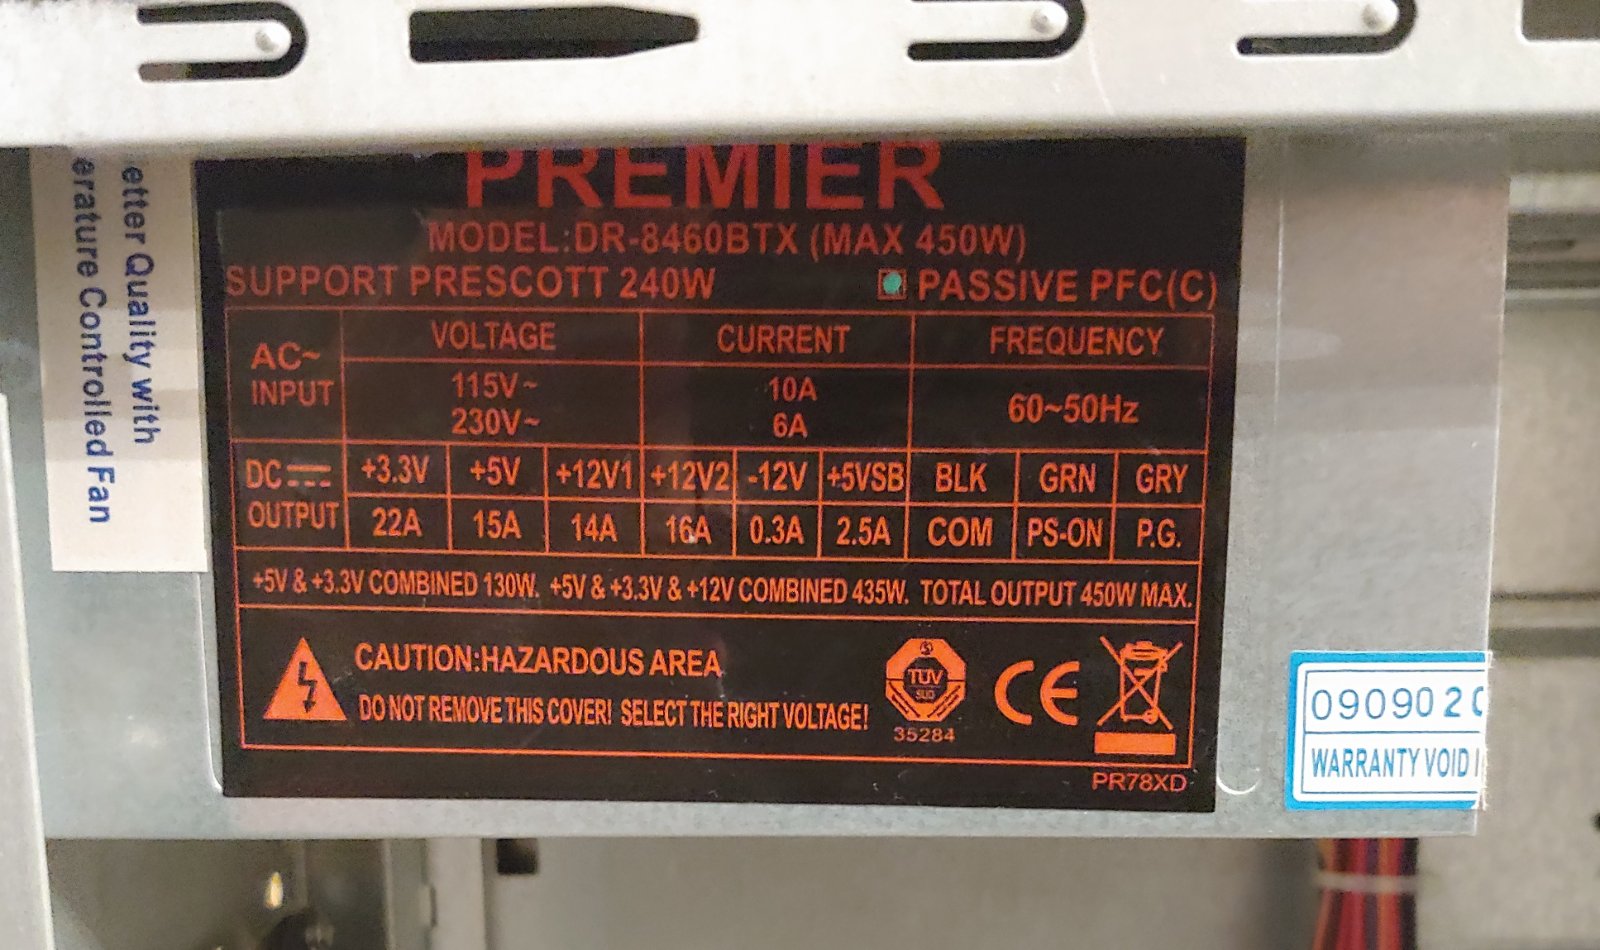 PREMIER
MODEL:DR-8460BTX (MAX 450W)
SUPPORT PRESCOTT 240W PASSIVE PFC(C)
AC~ INPUT VOLTAGE CURRENT FREQUENCY
115V~ 10A 60~50Hz
230V~ 6A
DC OUTPUT +3.3V +5V +12V1 +12V2 -12V +5VSB BLK GRN GRY
22A 15A 14A 16A 0.3A 2.5A COM PS-ON P.G.
+5V & +3.3V COMBINED 130W. +5V & +3.3V & +12V COMBINED 435W. TOTAL OUTPUT 450W MAX.
CAUTION:HAZARDOUS AREA
DO NOT REMOVE THIS COVER! SELECT THE RIGHT VOLTAGE!
TÜV
SÜD
35284
CE
PR78XD
etter Quality with
erature Controlled Fan
090902
WARRANTY VOID